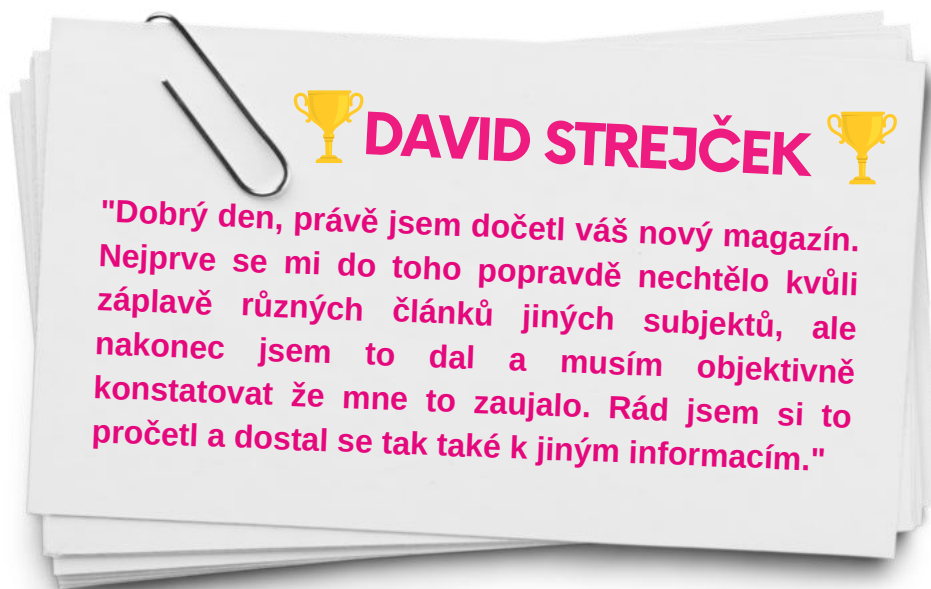 DAVID STREJČEK
"Dobrý den, právě jsem dočetl váš nový magazín.
Nejprve se mi do toho popravdě nechtělo kvůli
záplavě různých článků jiných subjektů, ale
nakonec jsem to dal a musím objektivně
konstatovat že mne to zaujalo. Rád jsem si to
pročetl a dostal se tak také k jiným informacím."